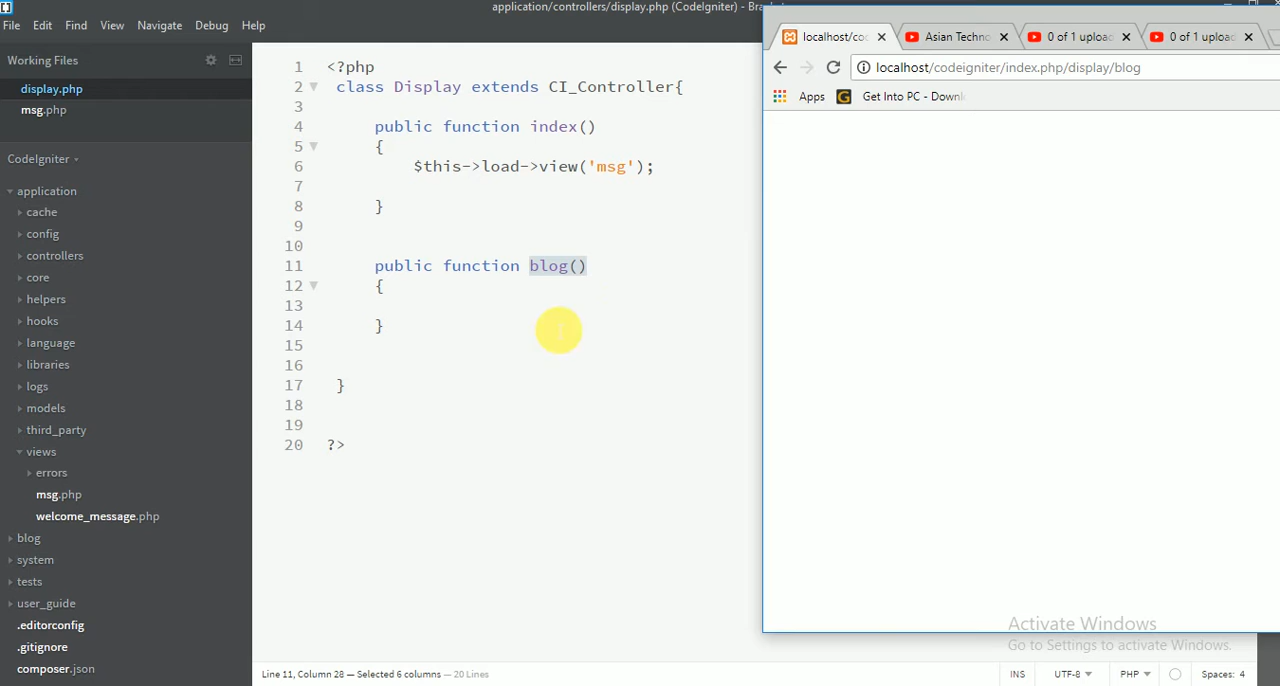 application/controllers/display.php (CodeIgniter) -
File Edit Find View Navigate Debug Help
Working Files
display.php
msg.php
CodeIgniter
application
cache
config
controllers
core
helpers
hooks
language
libraries
logs
models
third_party
views
errors
msg.php
welcome_message.php
blog
system
tests
user_guide
.editorconfig
.gitignore
composer.json
1 <?php
2 class Display extends CI_Controller{
3
4 public function index()
5 {
6 $this->load->view('msg');
7
8 }
9
10
11 public function blog()
12 {
13
14 }
15
16
17 }
18
19
20 ?>
Line 11, Column 28 — Selected 6 columns — 20 Lines
INS UTF-8 PHP Spaces: 4
localhost/coc Asian Techno 0 of 1 upload 0 of 1 upload
localhost/codeigniter/index.php/display/blog
Apps Get Into PC - Downl
Activate Windows
Go to Settings to activate Windows.